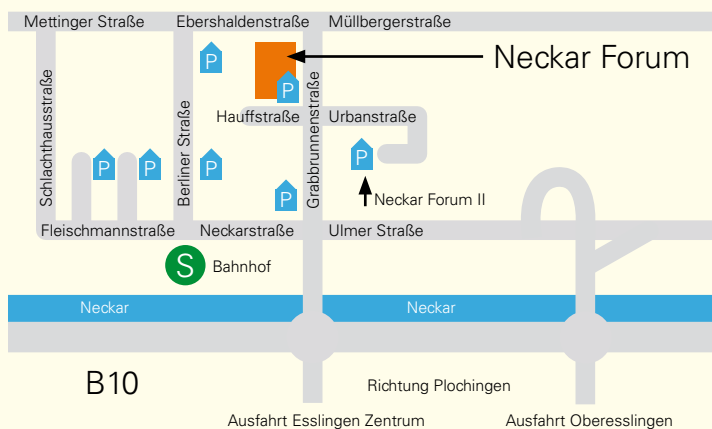 Mettinger Straße
Ebershaldenstraße
Müllbergerstraße
P
Neckar Forum
P
Schlachthausstraße
Berliner Straße
Grabbrunnenstraße
Hauffstraße
Urbanstraße
P
P
P
P
P
Neckar Forum II
Fleischmannstraße
Neckarstraße
Ulmer Straße
S
Bahnhof
Neckar
Neckar
B10
Richtung Plochingen
Ausfahrt Esslingen Zentrum
Ausfahrt Oberesslingen